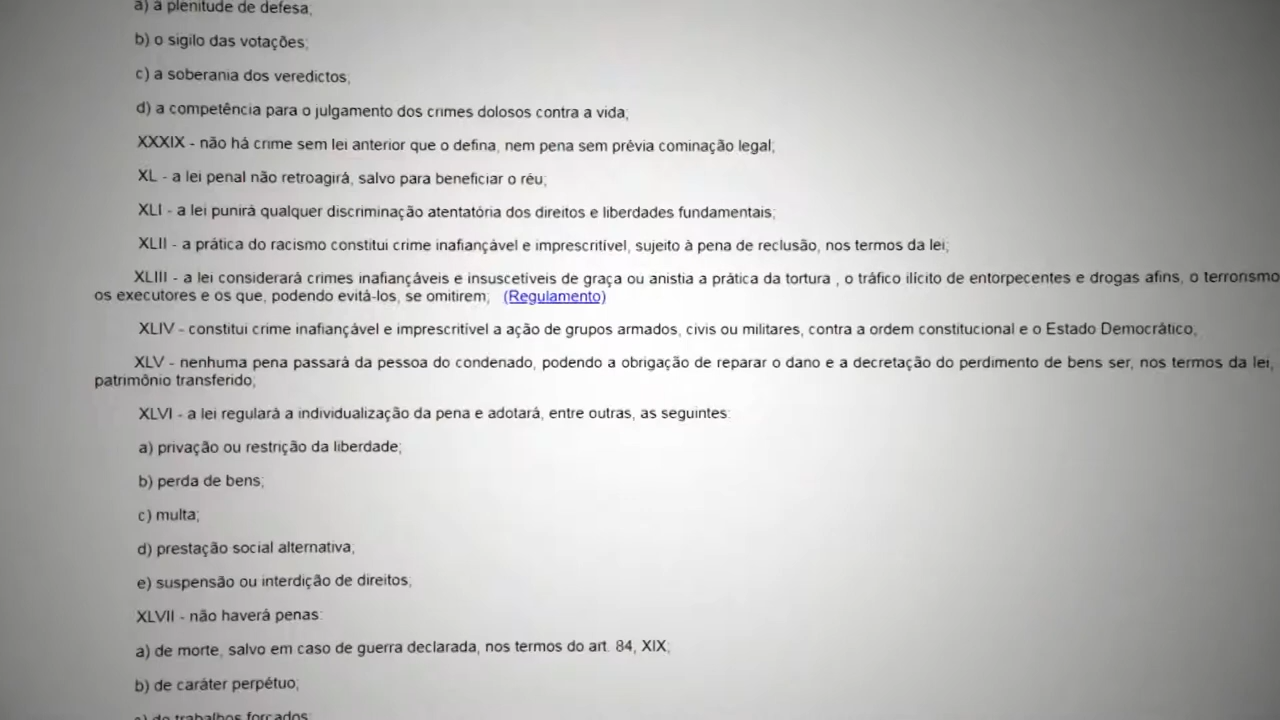 a) a plenitude de defesa;
b) o sigilo das votações;
c) a soberania dos veredictos;
d) a competência para o julgamento dos crimes dolosos contra a vida;
XXXIX - não há crime sem lei anterior que o defina, nem pena sem prévia cominação legal;
XL - a lei penal não retroagirá, salvo para beneficiar o réu;
XLI - a lei punirá qualquer discriminação atentatória dos direitos e liberdades fundamentais;
XLII - a prática do racismo constitui crime inafiançável e imprescritível, sujeito à pena de reclusão, nos termos da lei;
XLIII - a lei considerará crimes inafiançáveis e insuscetíveis de graça ou anistia a prática da tortura , o tráfico ilícito de entorpecentes e drogas afins, o terrorismo
os executores e os que, podendo evitá-los, se omitirem; (Regulamento)
XLIV - constitui crime inafiançável e imprescritível a ação de grupos armados, civis ou militares, contra a ordem constitucional e o Estado Democrático;
XLV - nenhuma pena passará da pessoa do condenado, podendo a obrigação de reparar o dano e a decretação do perdimento de bens ser, nos termos da lei,
patrimônio transferido;
XLVI - a lei regulará a individualização da pena e adotará, entre outras, as seguintes:
a) privação ou restrição da liberdade;
b) perda de bens;
c) multa;
d) prestação social alternativa;
e) suspensão ou interdição de direitos;
XLVII - não haverá penas:
a) de morte, salvo em caso de guerra declarada, nos termos do art. 84, XIX;
b) de caráter perpétuo;
c) de trabalhos forçados;